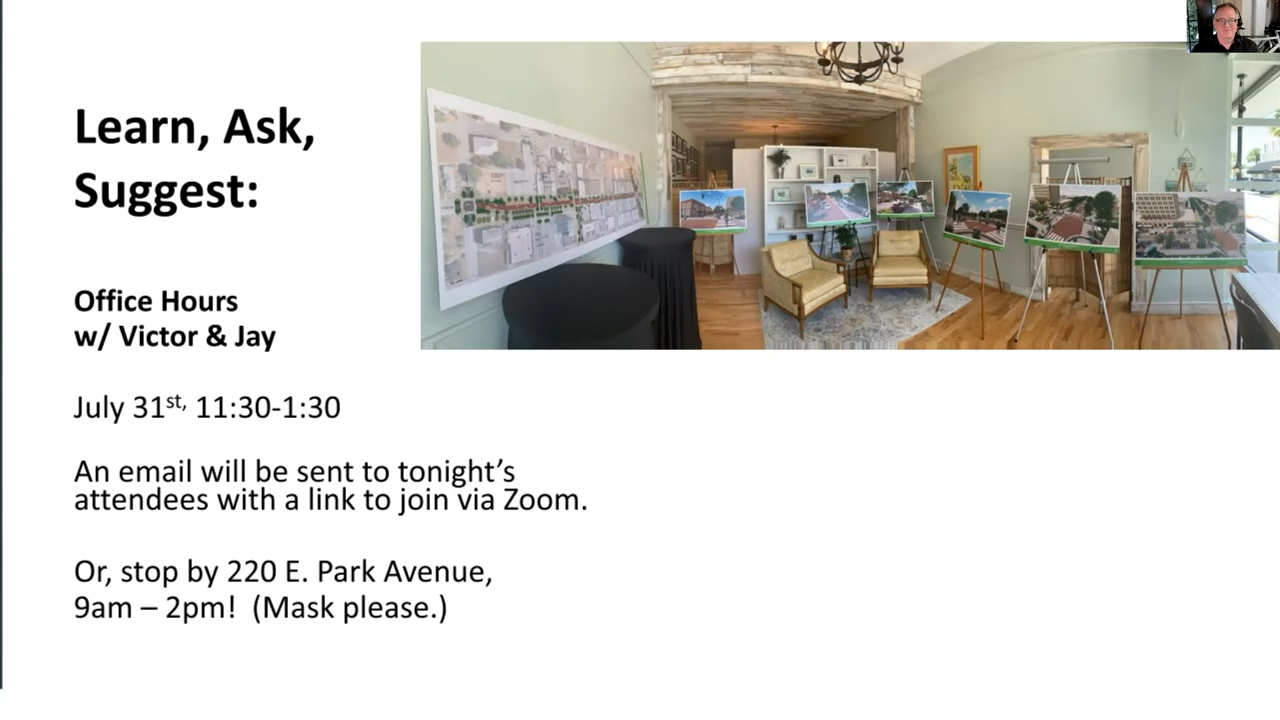 Learn, Ask,
Suggest:
Office Hours
w/ Victor & Jay
July 31st, 11:30-1:30
An email will be sent to tonight’s
attendees with a link to join via Zoom.
Or, stop by 220 E. Park Avenue,
9am – 2pm!  (Mask please.)